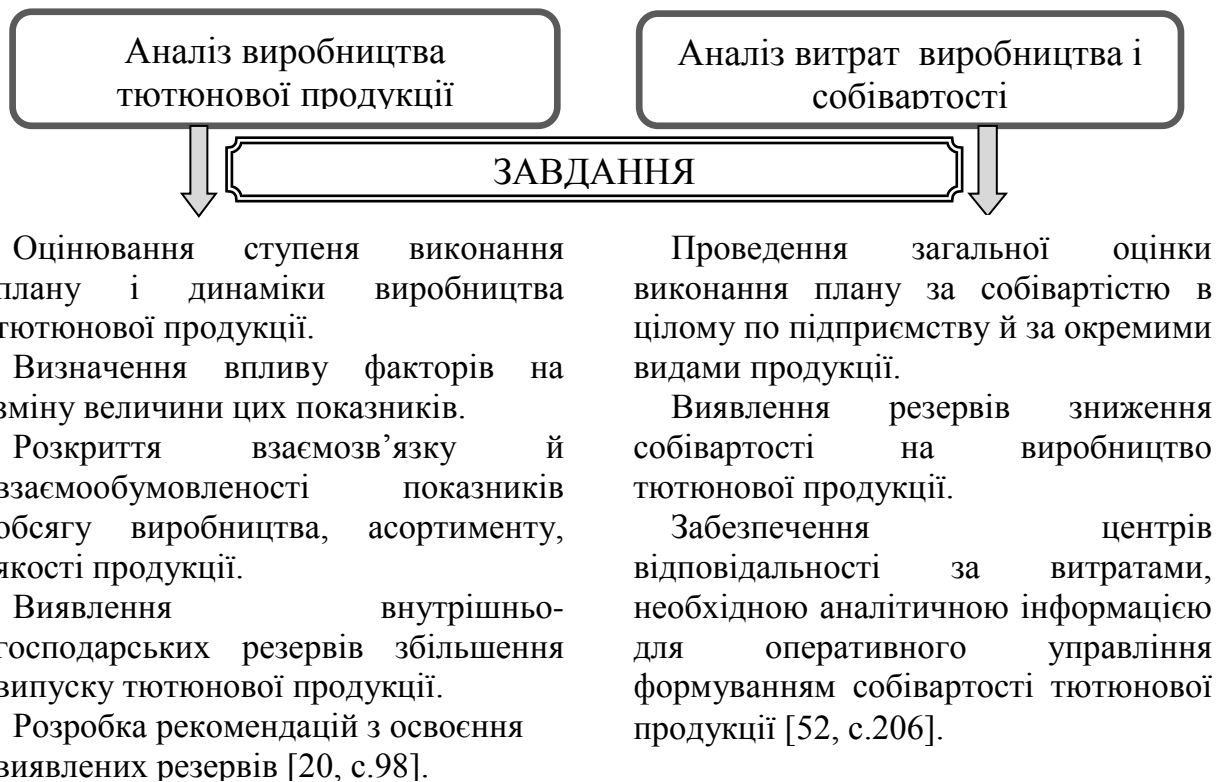 Аналіз виробництва
тютюнової продукції
Аналіз витрат виробництва і
собівартості
ЗАВДАННЯ
Оцінювання ступеня виконання
плану і динаміки виробництва
тютюнової продукції.
Визначення впливу факторів на
зміну величини цих показників.
Розкриття взаємозв’язку й
взаємообумовленості показників
обсягу виробництва, асортименту,
якості продукції.
Виявлення внутрішньо-
господарських резервів збільшення
випуску тютюнової продукції.
Розробка рекомендацій з освоєння
виявлених резервів [20, с.98].
Проведення загальної оцінки
виконання плану за собівартістю в
цілому по підприємству й за окремими
видами продукції.
Виявлення резервів зниження
собівартості на виробництво
тютюнової продукції.
Забезпечення центрів
відповідальності за витратами,
необхідною аналітичною інформацією
для оперативного управління
формуванням собівартості тютюнової
продукції [52, с.206].